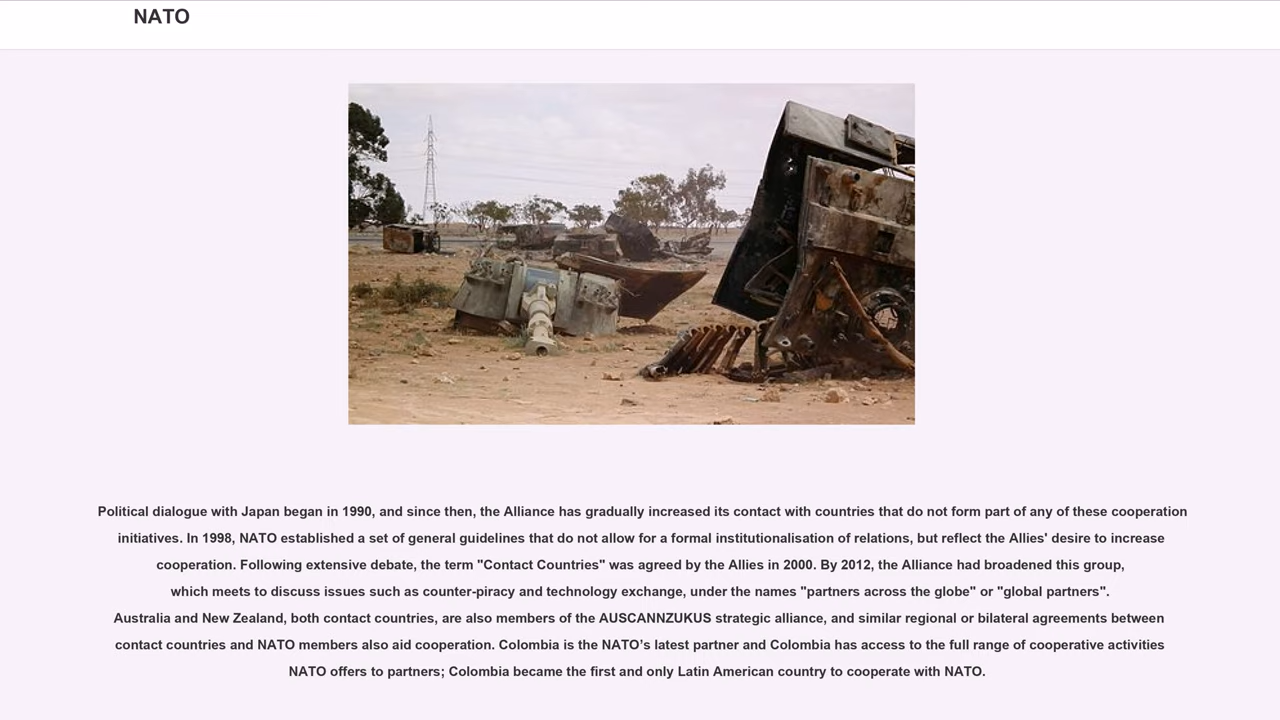 NATO
Political dialogue with Japan began in 1990, and since then, the Alliance has gradually increased its contact with countries that do not form part of any of these cooperation
initiatives. In 1998, NATO established a set of general guidelines that do not allow for a formal institutionalisation of relations, but reflect the Allies' desire to increase
cooperation. Following extensive debate, the term "Contact Countries" was agreed by the Allies in 2000. By 2012, the Alliance had broadened this group,
which meets to discuss issues such as counter-piracy and technology exchange, under the names "partners across the globe" or "global partners".
Australia and New Zealand, both contact countries, are also members of the AUSCANNZUKUS strategic alliance, and similar regional or bilateral agreements between
contact countries and NATO members also aid cooperation. Colombia is the NATO’s latest partner and Colombia has access to the full range of cooperative activities
NATO offers to partners; Colombia became the first and only Latin American country to cooperate with NATO.